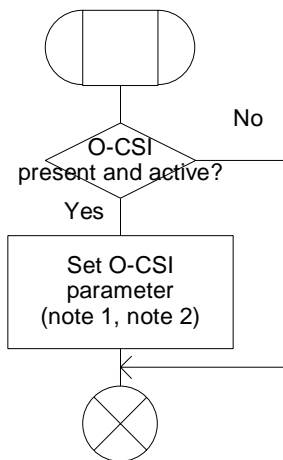 No
O-CSI
present and active?
Yes
Set O-CSI
parameter
(note 1, note 2)